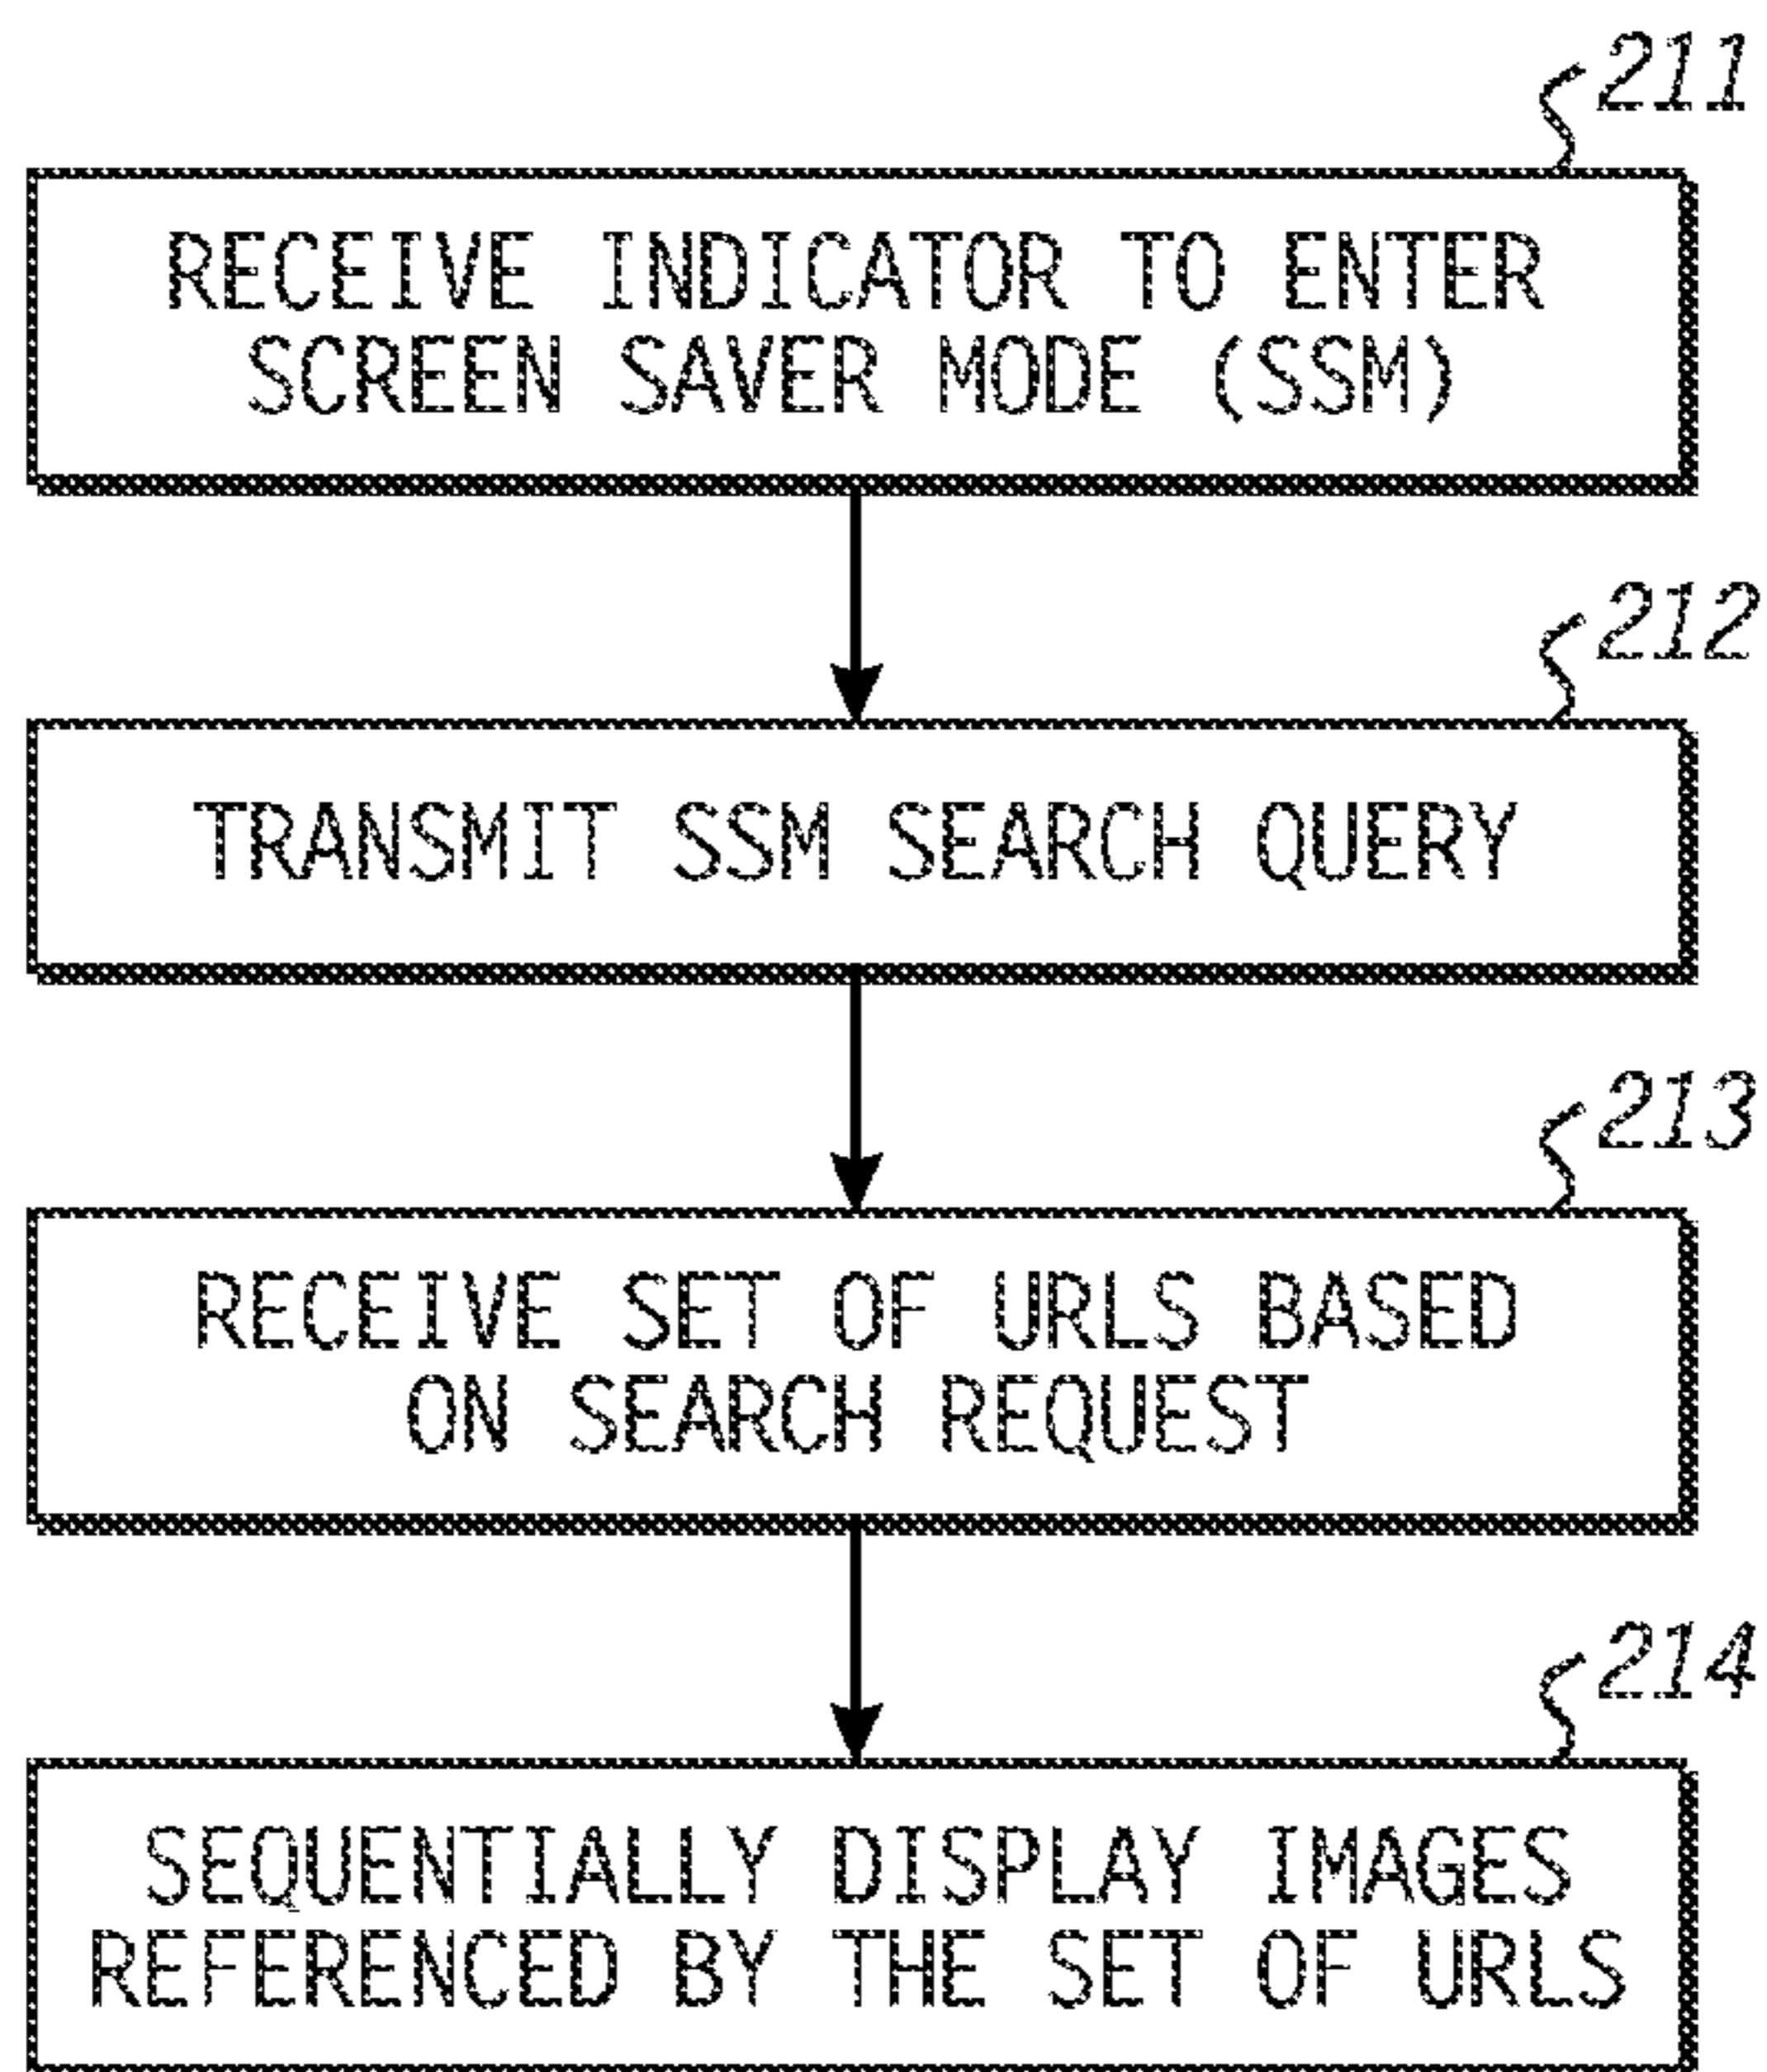 211
RECEIVE INDICATOR TO ENTER
SCREEN SAVER MODE (SSM)
212
TRANSMIT SSM SEARCH QUERY
213
RECEIVE SET OF URLS BASED
ON SEARCH REQUEST
214
SEQUENTIALLY DISPLAY IMAGES
REFERENCED BY THE SET OF URLS